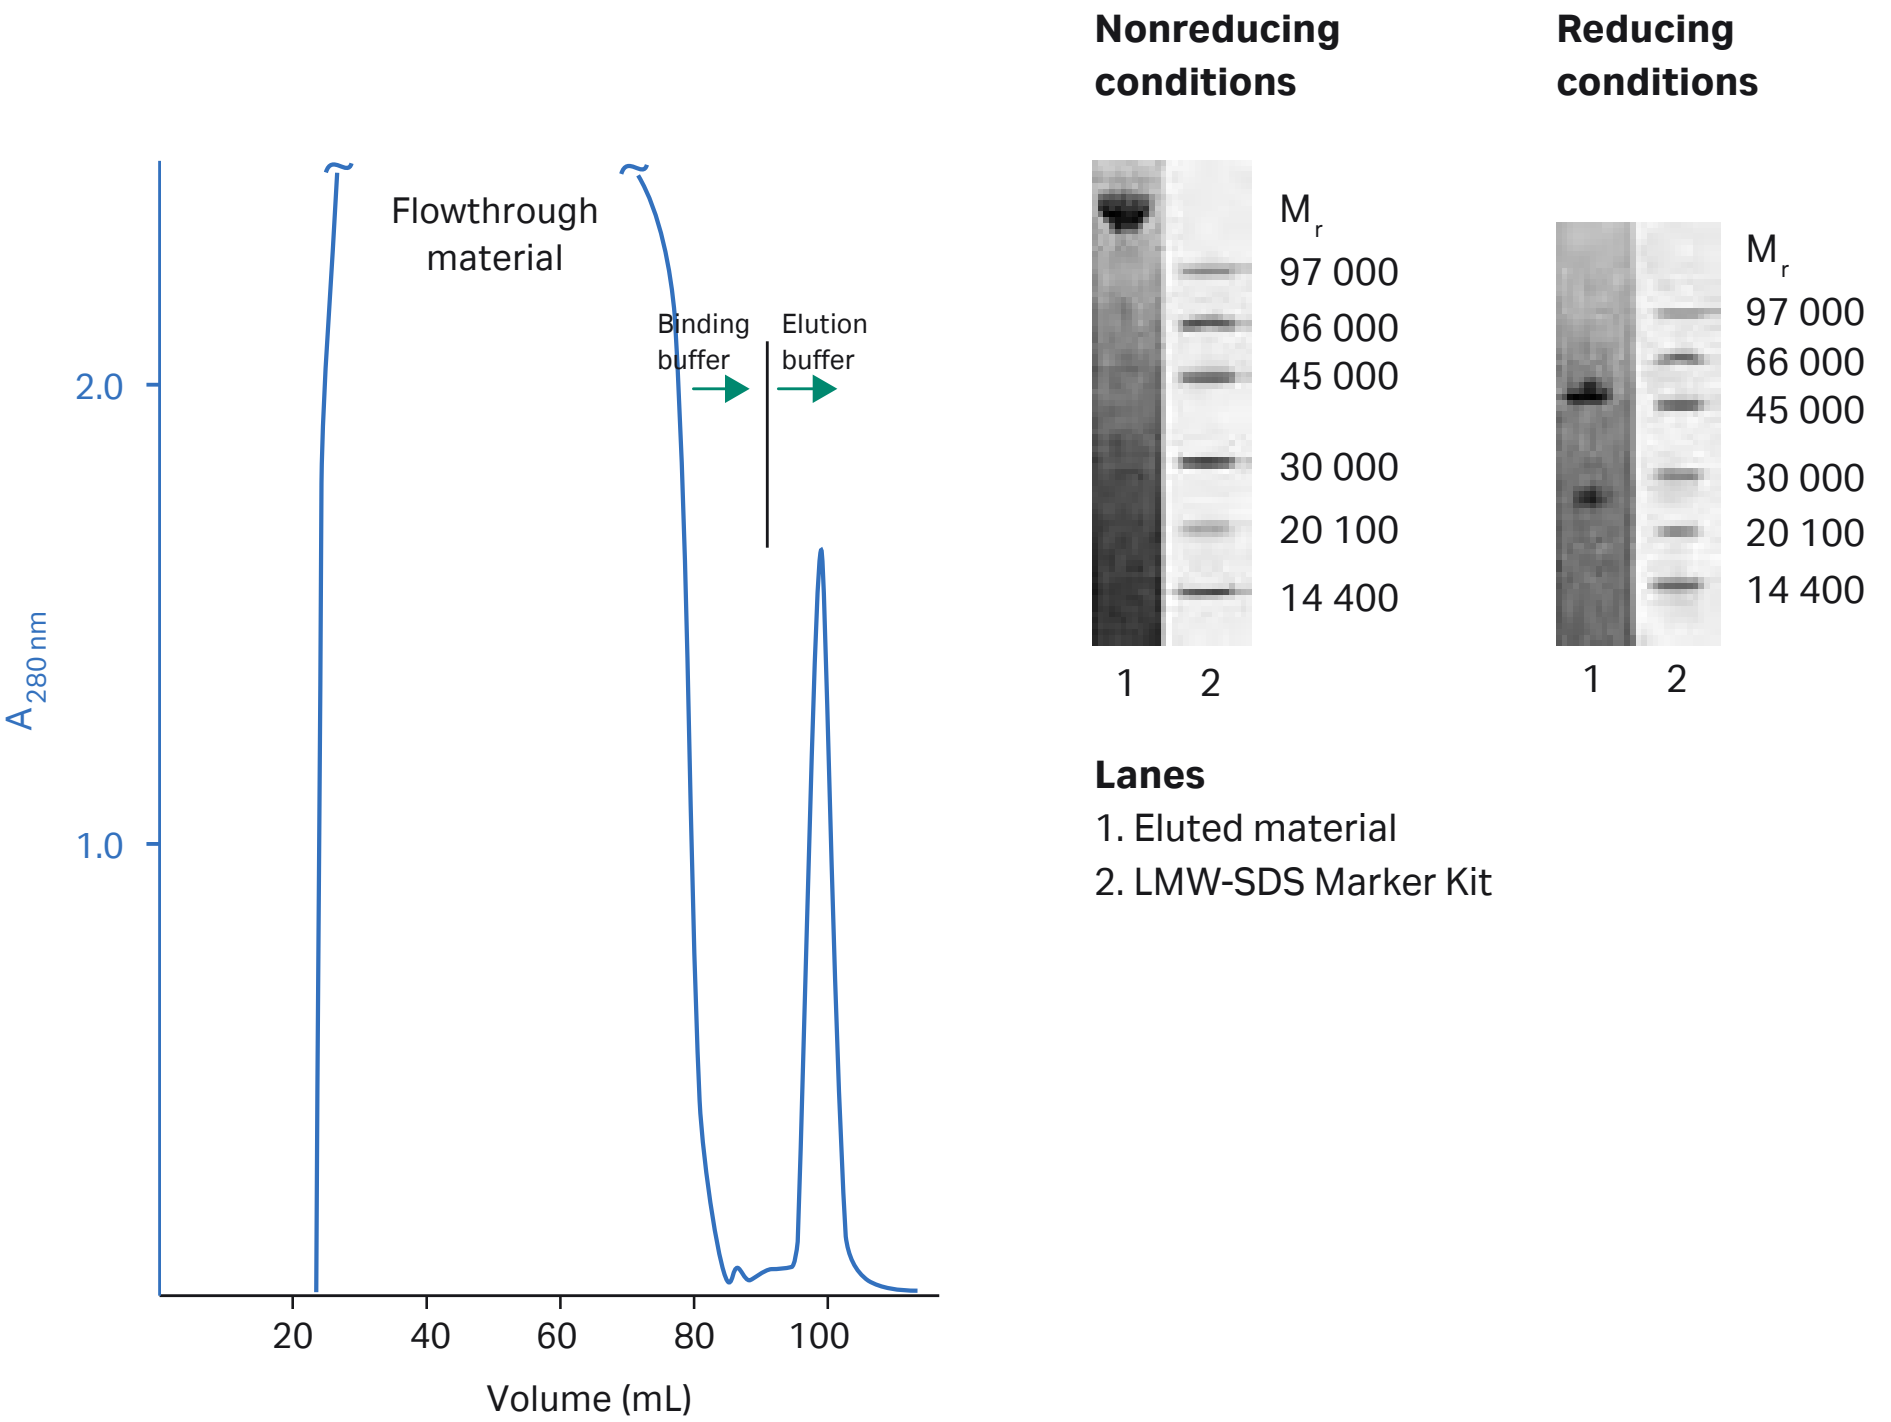 Nonreducing
conditions
Reducing
conditions
Flowthrough
material
Binding
buffer
Elution
buffer
2.0
1.0
A280 nm
20 40 60 80 100
Volume (mL)
Mr
97 000
66 000
45 000
30 000
20 100
14 400
1 2
Mr
97 000
66 000
45 000
30 000
20 100
14 400
1 2
Lanes
1. Eluted material
2. LMW-SDS Marker Kit